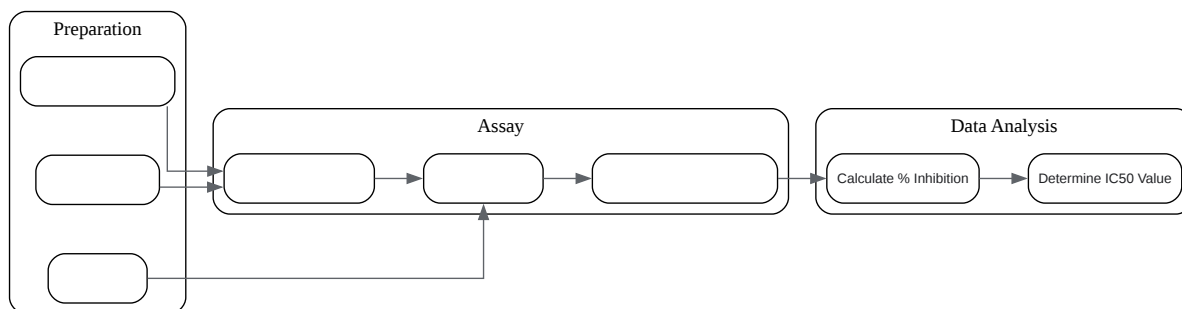 Preparation
Assay
Data Analysis
Calculate % Inhibition
Determine IC50 Value